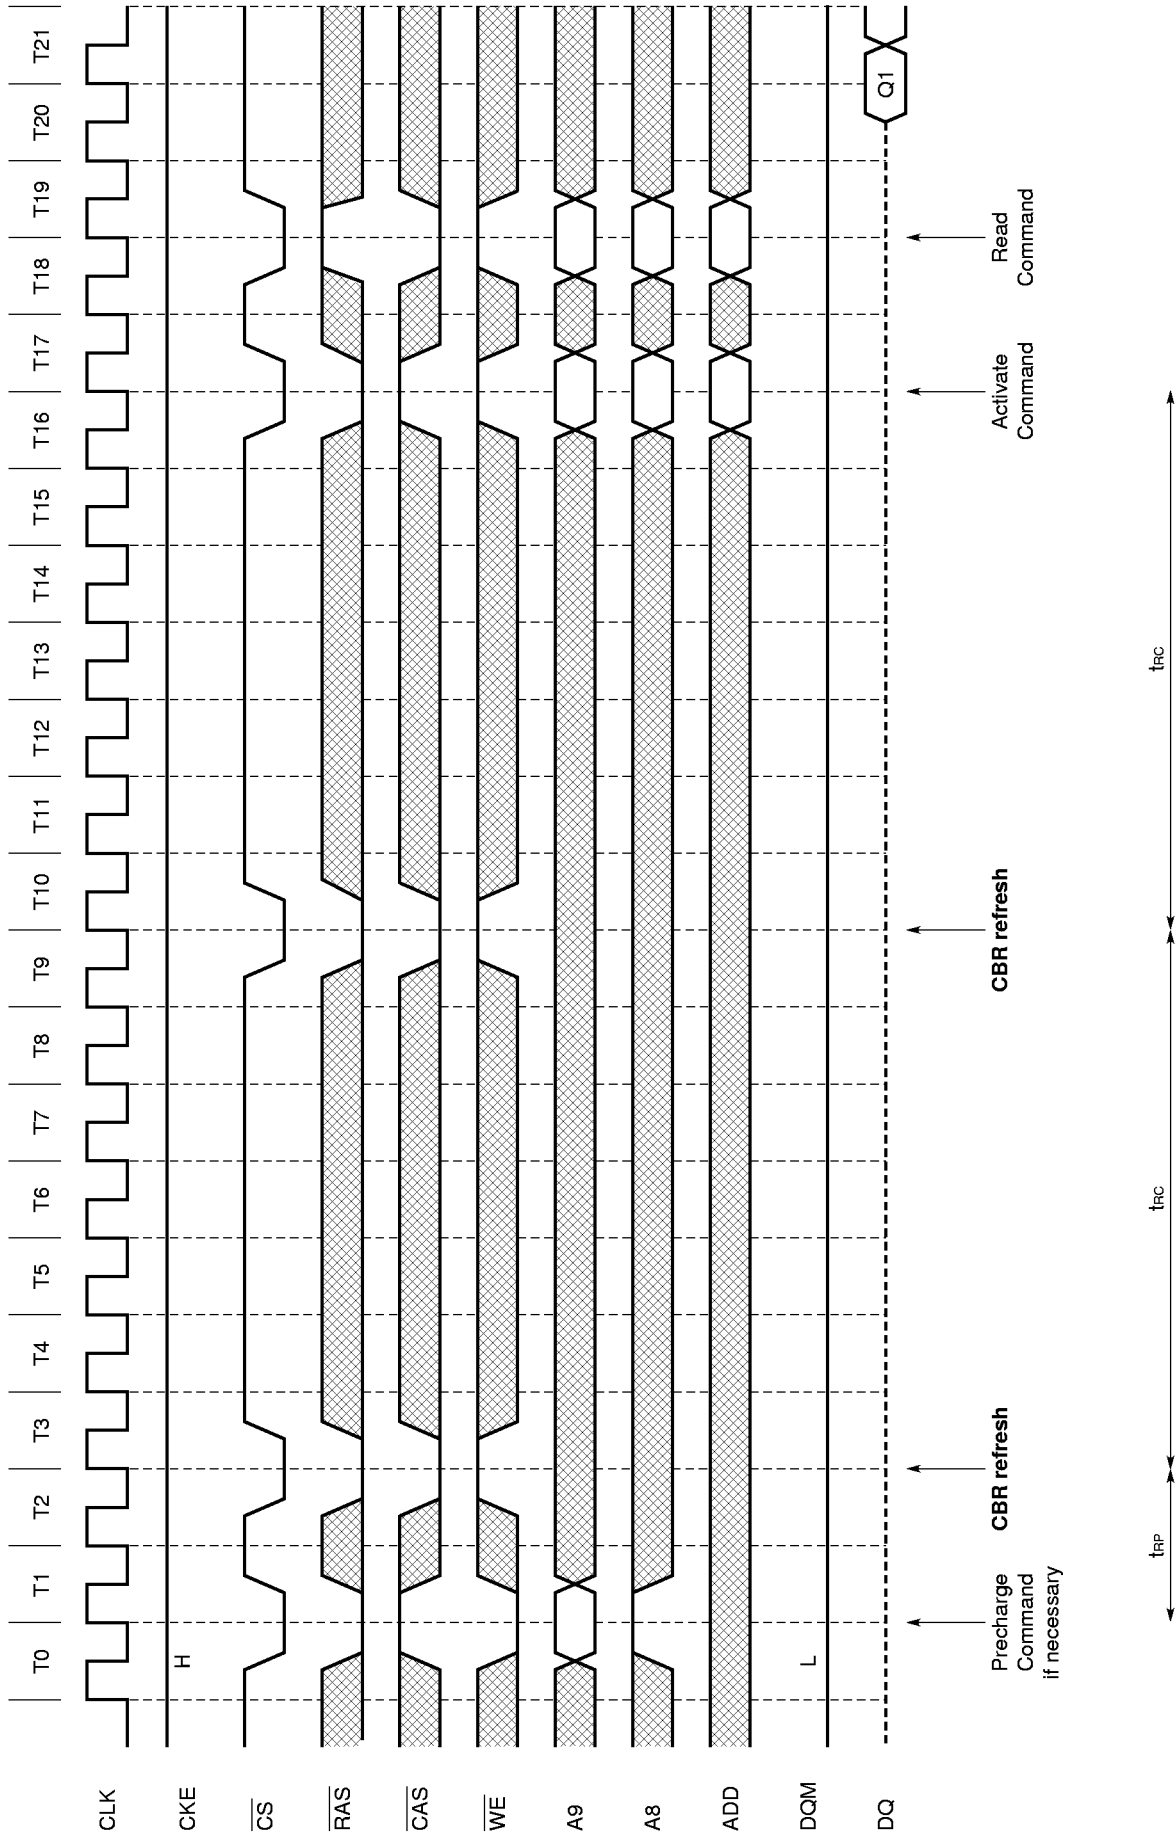 T0 T1 T2 T3 T4 T5 T6 T7 T8 T9 T10 T11 T12 T13 T14 T15 T16 T17 T18 T19 T20 T21
CLK
CKE
H
CS
RAS
CAS
WE
A9
A8
ADD
DQM
L
DQ
Q1
Precharge
Command
if necessary
CBR refresh
CBR refresh
Activate
Command
Read
Command
tRP
tRC
tRC